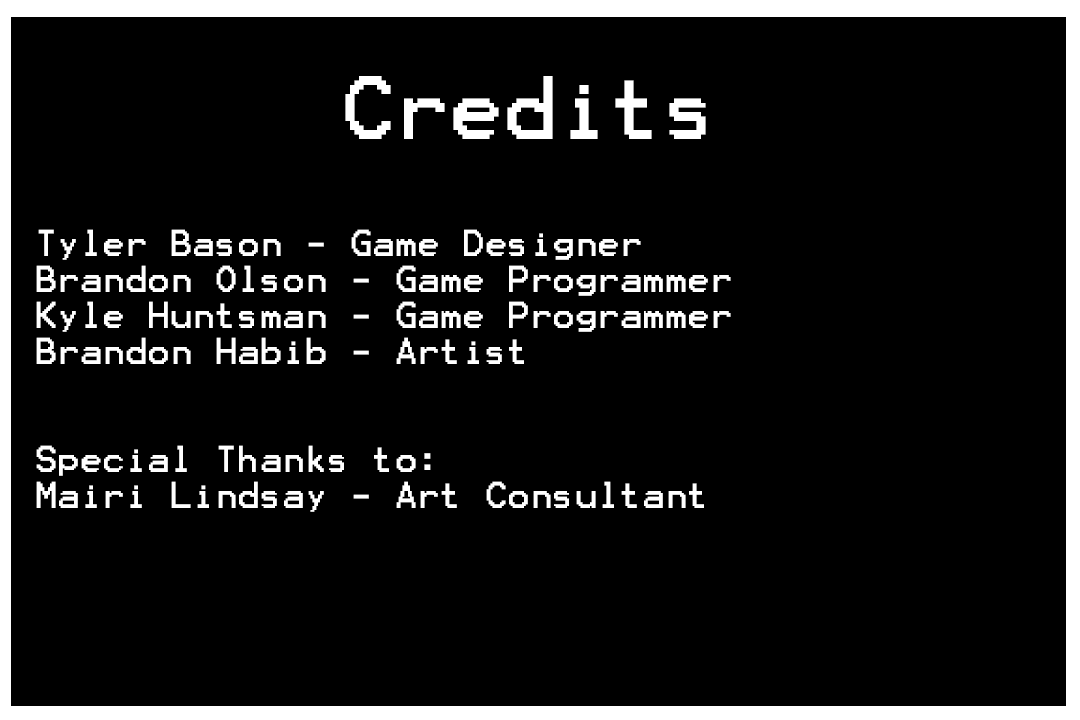 Credits
Tyler Bason - Game Designer
Brandon Olson - Game Programmer
Kyle Huntsman - Game Programmer
Brandon Habib - Artist
Special Thanks to:
Mairi Lindsay - Art Consultant